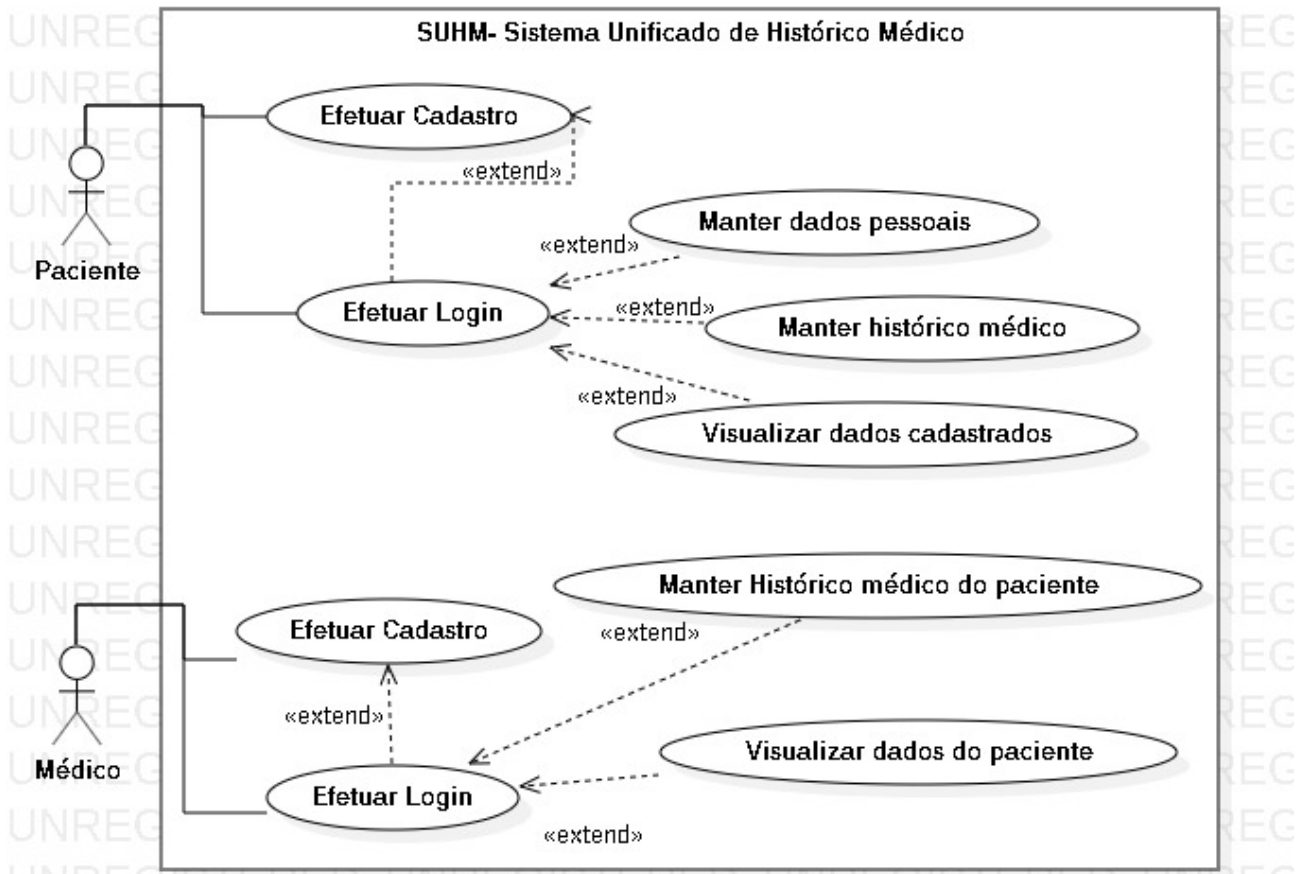 SUHM- Sistema Unificado de Histórico Médico
Efetuar Cadastro
«extend»
Manter dados pessoais
«extend»
Paciente
Efetuar Login
«extend»
Manter histórico médico
«extend»
Visualizar dados cadastrados
Manter Histórico médico do paciente
Efetuar Cadastro
«extend»
«extend»
Visualizar dados do paciente
Médico
Efetuar Login
«extend»